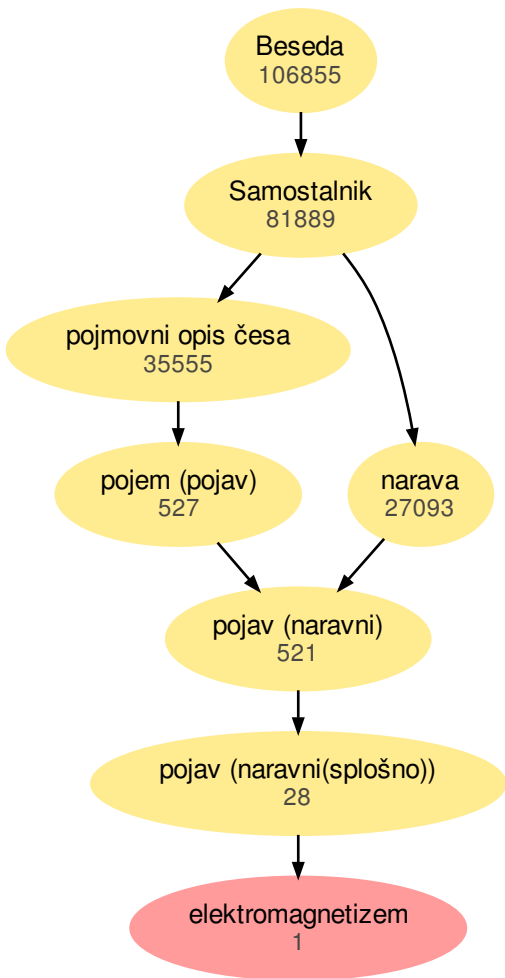 Beseda
106855
Samostalnik
81889
pojmovni opis česa
35555
pojem (pojav)
527
narava
27093
pojav (naravni)
521
pojav (naravni(splošno))
28
elektromagnetizem
1